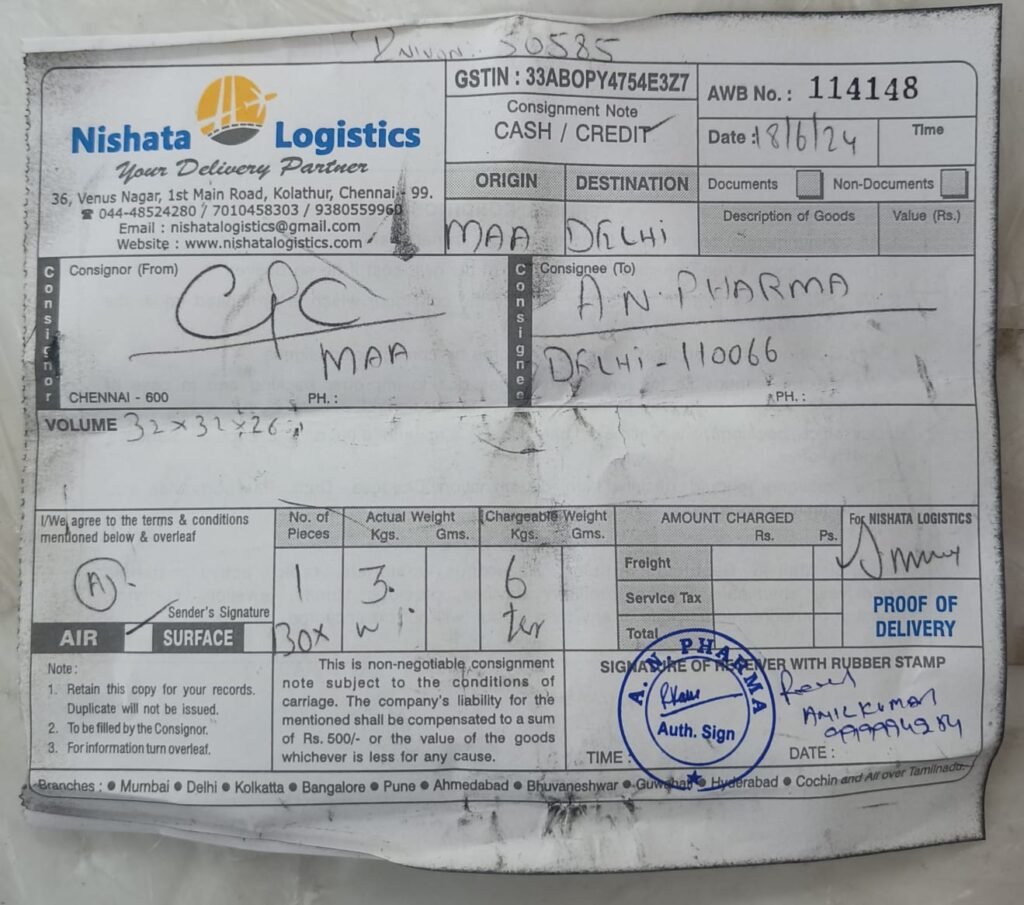 50585
Nishata Logistics
Your Delivery Partner
36, Venus Nagar, 1st Main Road, Kolathur, Chennai - 99.
☎ 044-48524280 / 7010458303 / 9380559960
Email : nishatalogistics@gmail.com
Website : www.nishatalogistics.com
GSTIN : 33ABOPY4754E3Z7
Consignment Note
CASH / CREDIT
AWB No. : 114148
Date : 18/6/24
Time
ORIGIN
DESTINATION
MAA
DELHI
Documents
Non-Documents
Description of Goods
Value (Rs.)
Consignor
Consignor (From)
CPC
MAA
CHENNAI - 600
PH. :
Consignee
Consignee (To)
A.N. PHARMA
DELHI - 110066
PH. :
VOLUME 32x32x26
I/We agree to the terms & conditions
mentioned below & overleaf
Sender's Signature
AIR
SURFACE
No. of
Pieces
1
BOX
Actual Weight
Kgs.
Gms.
3.
Chargeable Weight
Kgs.
Gms.
6
AMOUNT CHARGED
Rs.
Ps.
Freight
Service Tax
Total
For NISHATA LOGISTICS
PROOF OF
DELIVERY
Note :
1. Retain this copy for your records.
Duplicate will not be issued.
2. To be filled by the Consignor.
3. For information turn overleaf.
This is non-negotiable consignment
note subject to the conditions of
carriage. The company's liability for the
mentioned shall be compensated to a sum
of Rs. 500/- or the value of the goods
whichever is less for any cause.
SIGNATURE OF RECEIVER WITH RUBBER STAMP
A. N. PHARMA
Auth. Sign
ANILKUMAR
TIME :
DATE :
Branches : ● Mumbai ● Delhi ● Kolkatta ● Bangalore ● Pune ● Ahmedabad ● Bhuvaneshwar ● Guwahati ● Hyderabad ● Cochin and All over Tamilnadu.